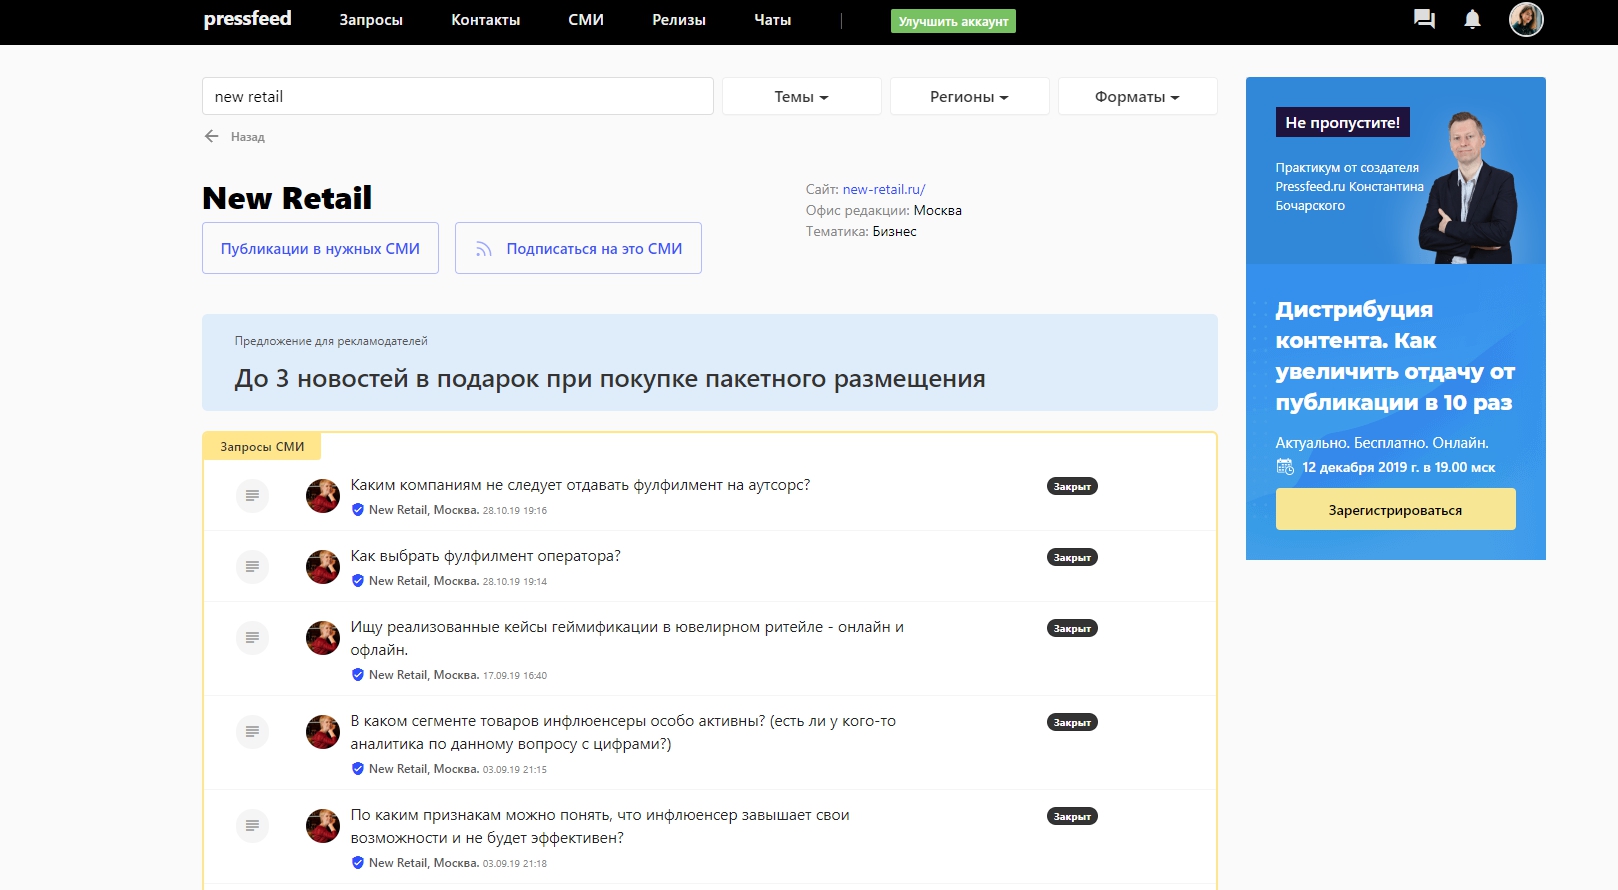 pressfeed
Запросы
Контакты
СМИ
Релизы
Чаты
Улучшить аккаунт
new retail
Темы
Регионы
Форматы
Назад
New Retail
Публикации в нужных СМИ
Подписаться на это СМИ
Сайт: new-retail.ru/
Офис редакции: Москва
Тематика: Бизнес
Предложение для рекламодателей
До 3 новостей в подарок при покупке пакетного размещения
Запросы СМИ
Каким компаниям не следует отдавать фулфилмент на аутсорс?
Закрыт
New Retail, Москва. 28.10.19 19:16
Как выбрать фулфилмент оператора?
Закрыт
New Retail, Москва. 28.10.19 19:14
Ищу реализованные кейсы геймификации в ювелирном ритейле - онлайн и
офлайн.
Закрыт
New Retail, Москва. 17.09.19 16:40
В каком сегменте товаров инфлюенсеры особо активны? (есть ли у кого-то
аналитика по данному вопросу с цифрами?)
Закрыт
New Retail, Москва. 03.09.19 21:15
По каким признакам можно понять, что инфлюенсер завышает свои
возможности и не будет эффективен?
Закрыт
New Retail, Москва. 03.09.19 21:18
Не пропустите!
Практикум от создателя
Pressfeed.ru Константина
Бочарского
Дистрибуция
контента. Как
увеличить отдачу от
публикации в 10 раз
Актуально. Бесплатно. Онлайн.
12 декабря 2019 г. в 19.00 мск
Зарегистрироваться